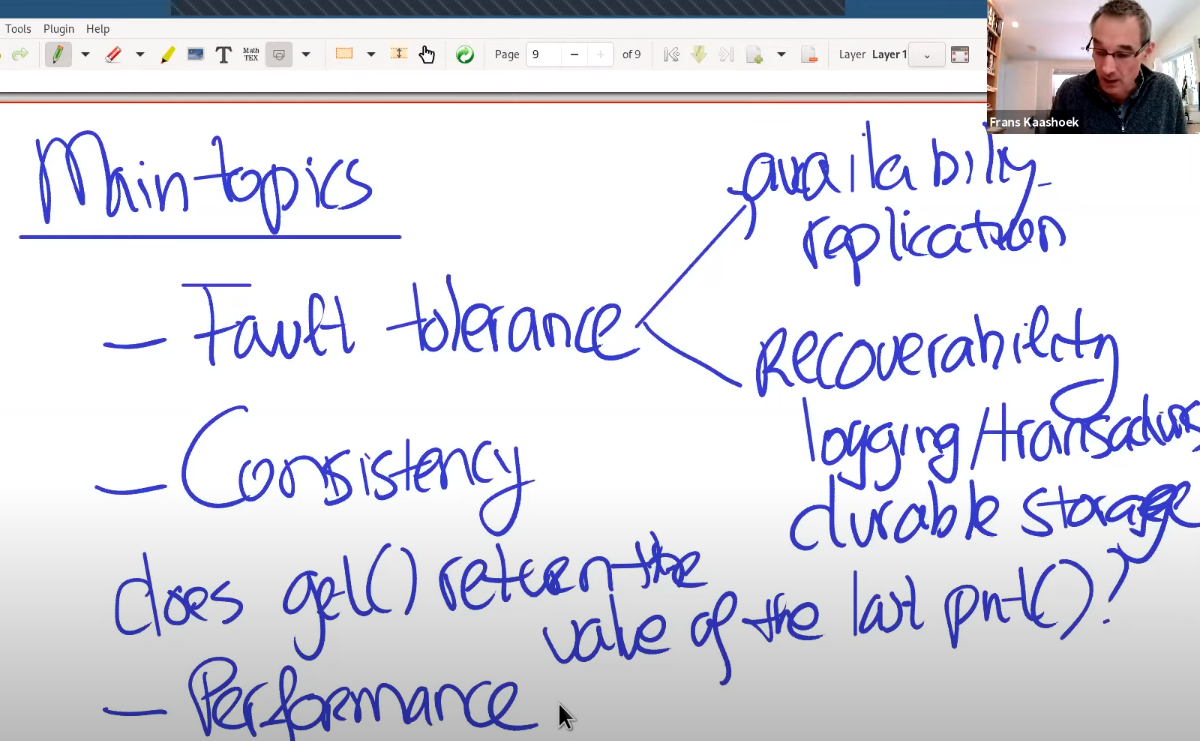 Tools Plugin Help
Math TEX
Page 9 of 9 Layer Layer 1
Frans Kaashoek
Main topics
availability
replication
- Fault tolerance
Recoverability
logging/transactions
durable storage
- Consistency
does get() return the
value of the last put()?
- Performance